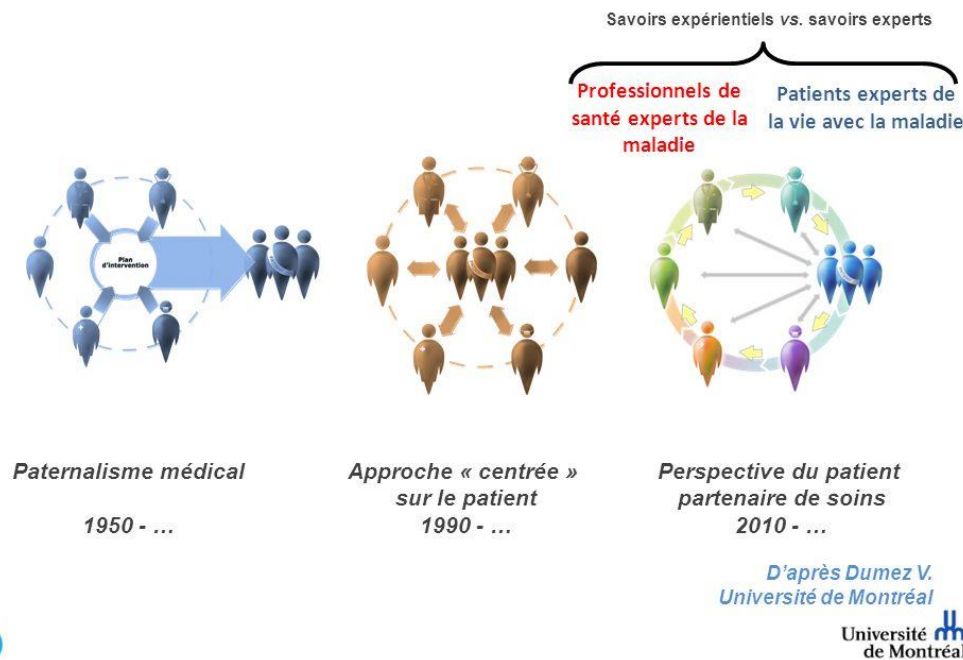 Savoirs expérientiels vs. savoirs experts
Professionnels de
santé experts de la
maladie
Patients experts de
la vie avec la maladie
Plan
d'intervention
Paternalisme médical
1950 - …
Approche « centrée »
sur le patient
1990 - …
Perspective du patient
partenaire de soins
2010 - …
D'après Dumez V.
Université de Montréal
Université
de Montréal